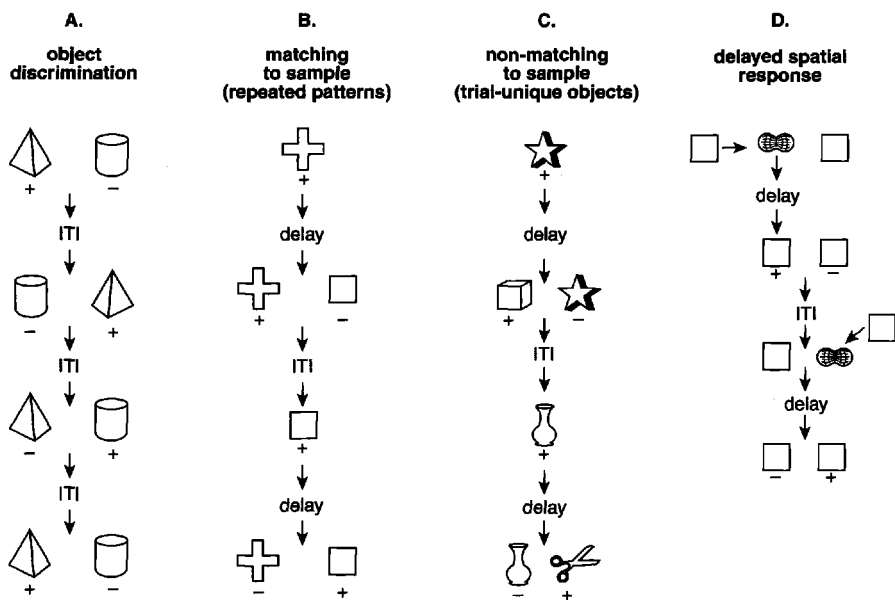 A.
object
discrimination
+ −
ITI
− +
ITI
− +
ITI
+ −
B.
matching
to sample
(repeated patterns)
+
delay
+ −
ITI
+
delay
− +
C.
non-matching
to sample
(trial-unique objects)
+
delay
+ −
ITI
+
delay
− +
D.
delayed spatial
response
delay
+ −
ITI
delay
− +